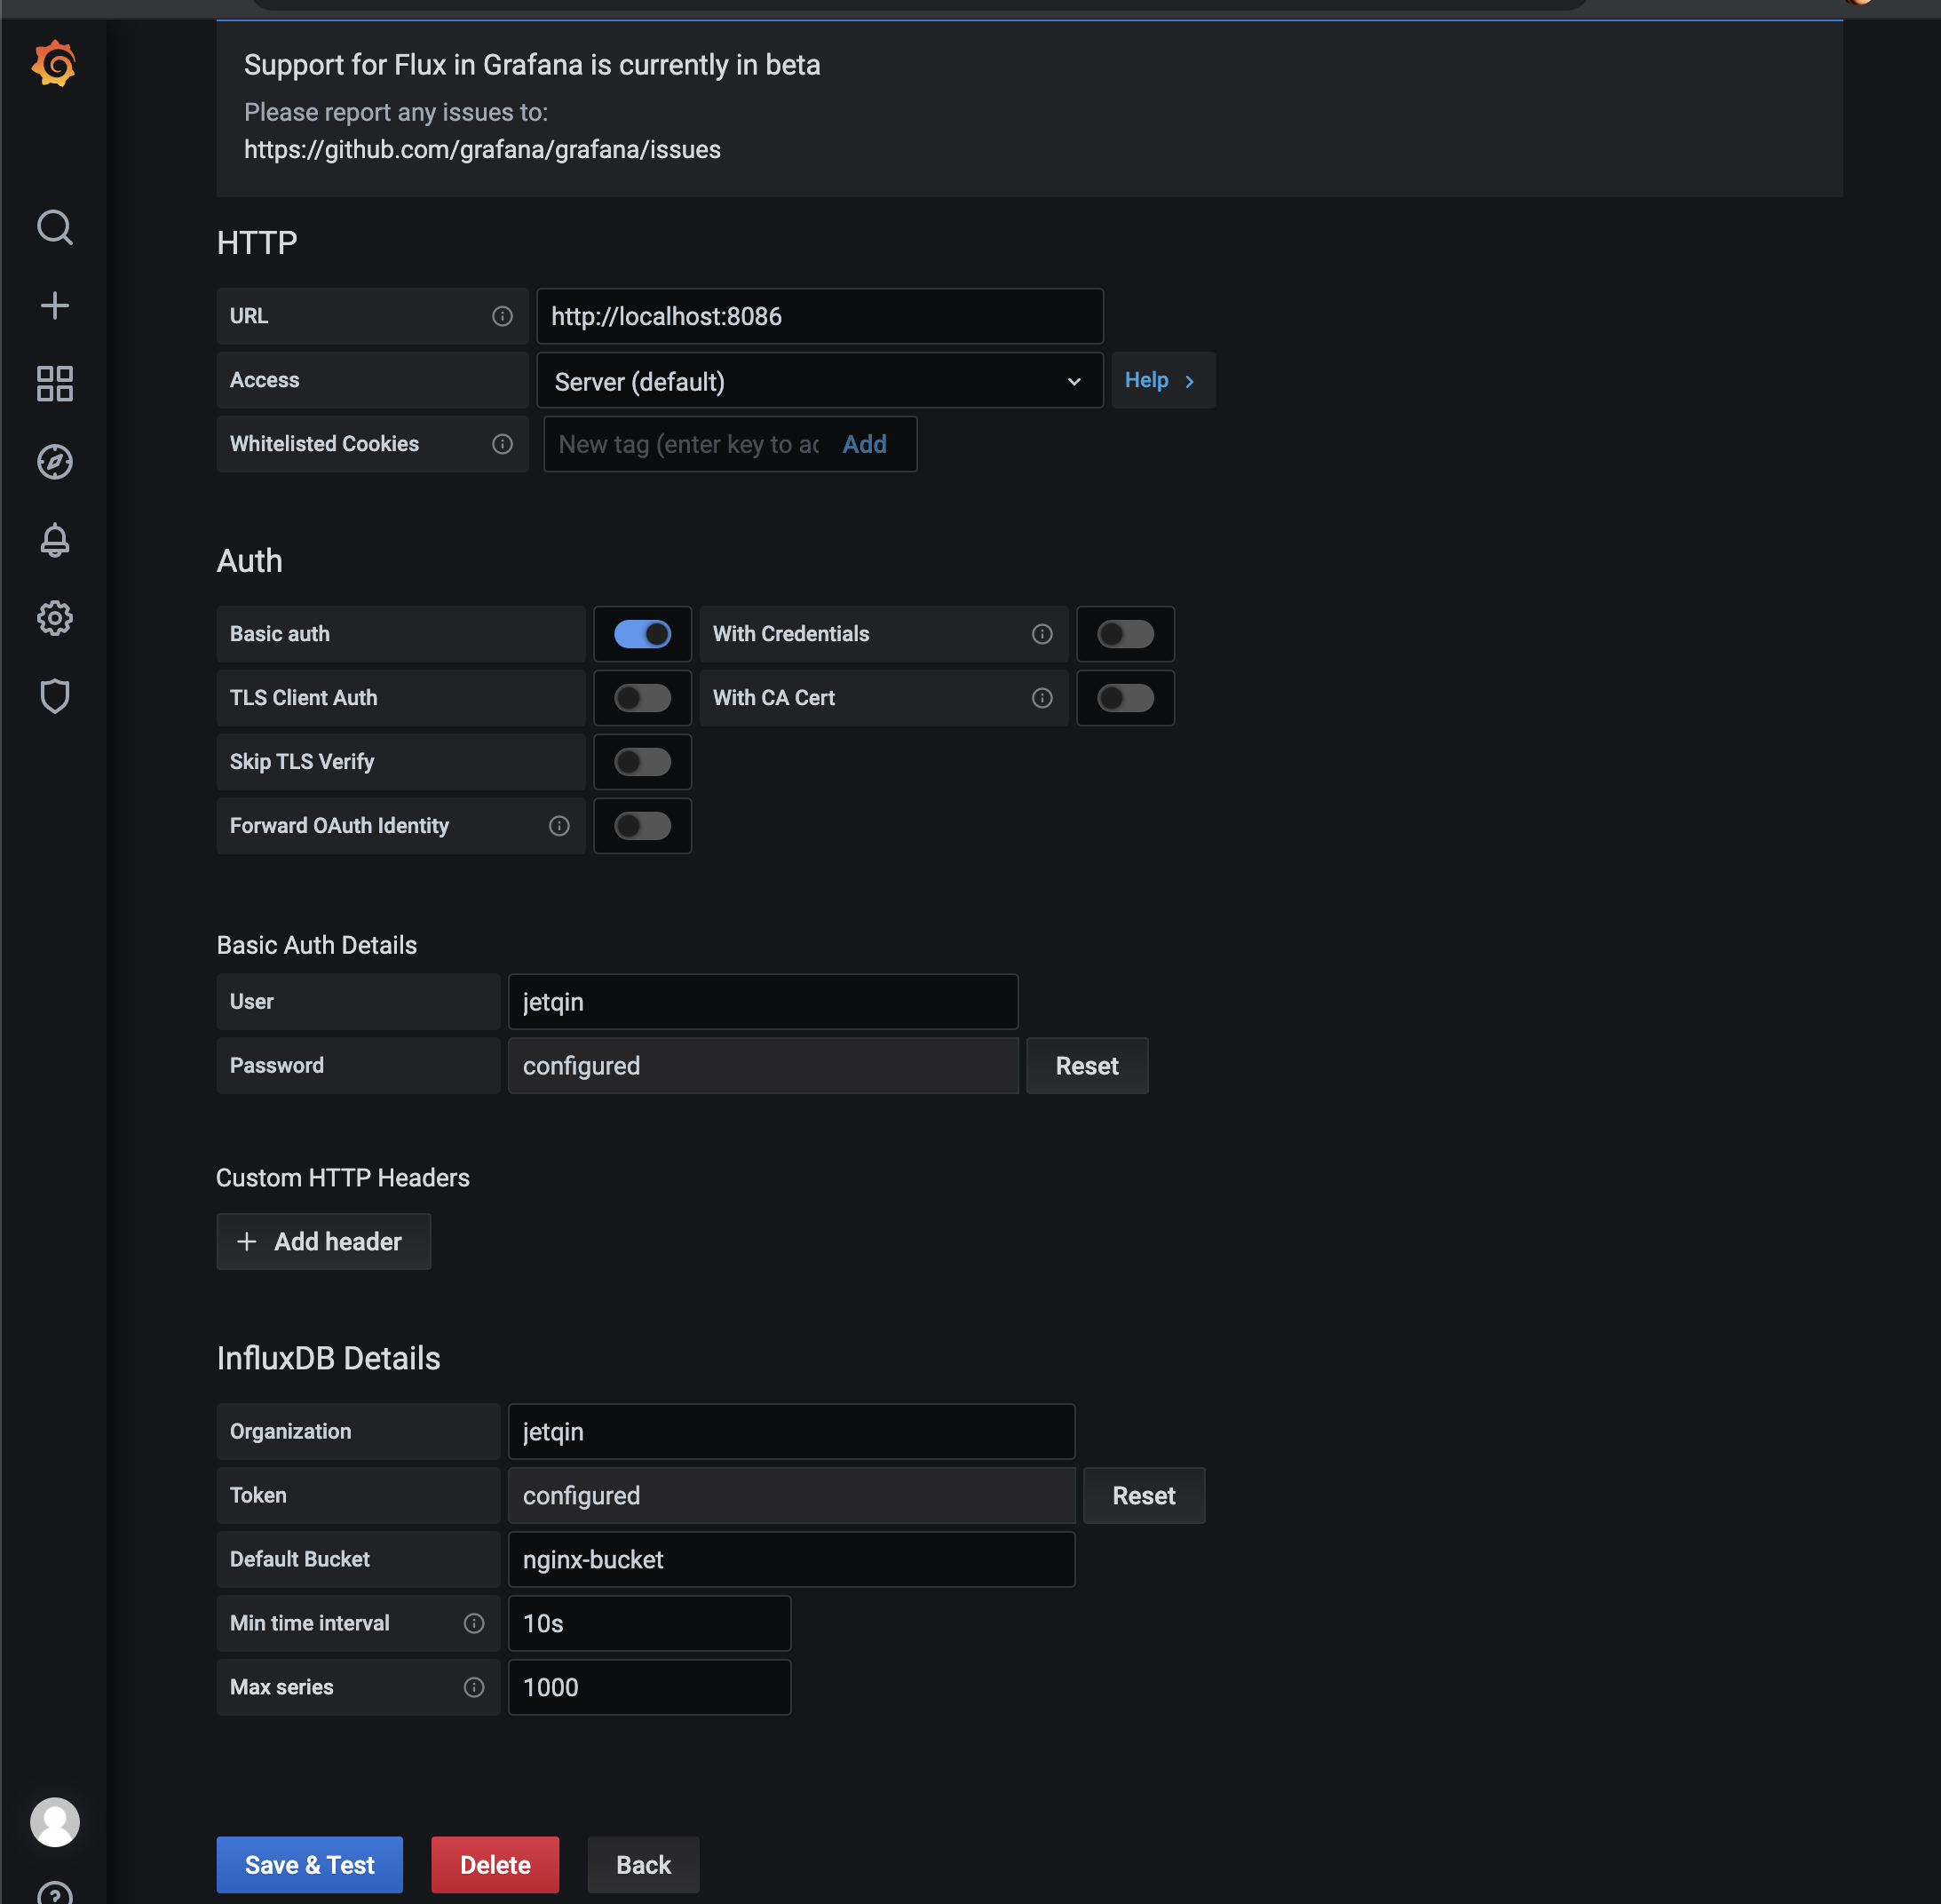 Support for Flux in Grafana is currently in beta
Please report any issues to:
https://github.com/grafana/grafana/issues
HTTP
URL
http://localhost:8086
Access
Server (default)
Help
Whitelisted Cookies
New tag (enter key to ac
Add
Auth
Basic auth
With Credentials
TLS Client Auth
With CA Cert
Skip TLS Verify
Forward OAuth Identity
Basic Auth Details
User
jetqin
Password
configured
Reset
Custom HTTP Headers
Add header
InfluxDB Details
Organization
jetqin
Token
configured
Reset
Default Bucket
nginx-bucket
Min time interval
10s
Max series
1000
Save & Test
Delete
Back